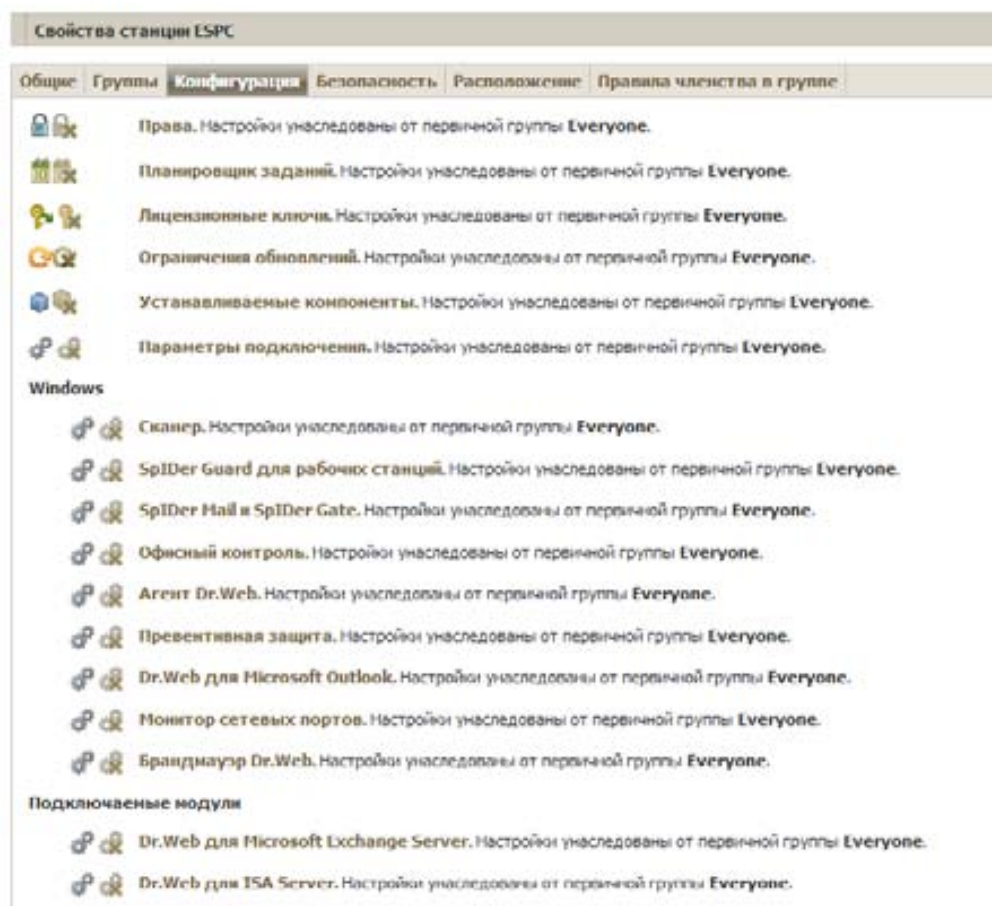 Свойства станции ESPC
Общие Группы Конфигурация Безопасность Расположение Правила членства в группе
Права. Настройки унаследованы от первичной группы Everyone.
Планировщик заданий. Настройки унаследованы от первичной группы Everyone.
Лицензионные ключи. Настройки унаследованы от первичной группы Everyone.
Ограничения обновлений. Настройки унаследованы от первичной группы Everyone.
Устанавливаемые компоненты. Настройки унаследованы от первичной группы Everyone.
Параметры подключения. Настройки унаследованы от первичной группы Everyone.
Windows
Сканер. Настройки унаследованы от первичной группы Everyone.
SpIDer Guard для рабочих станций. Настройки унаследованы от первичной группы Everyone.
SpIDer Mail и SpIDer Gate. Настройки унаследованы от первичной группы Everyone.
Офисный контроль. Настройки унаследованы от первичной группы Everyone.
Агент Dr.Web. Настройки унаследованы от первичной группы Everyone.
Превентивная защита. Настройки унаследованы от первичной группы Everyone.
Dr.Web для Microsoft Outlook. Настройки унаследованы от первичной группы Everyone.
Монитор сетевых портов. Настройки унаследованы от первичной группы Everyone.
Брандмауэр Dr.Web. Настройки унаследованы от первичной группы Everyone.
Подключаемые модули
Dr.Web для Microsoft Exchange Server. Настройки унаследованы от первичной группы Everyone.
Dr.Web для ISA Server. Настройки унаследованы от первичной группы Everyone.